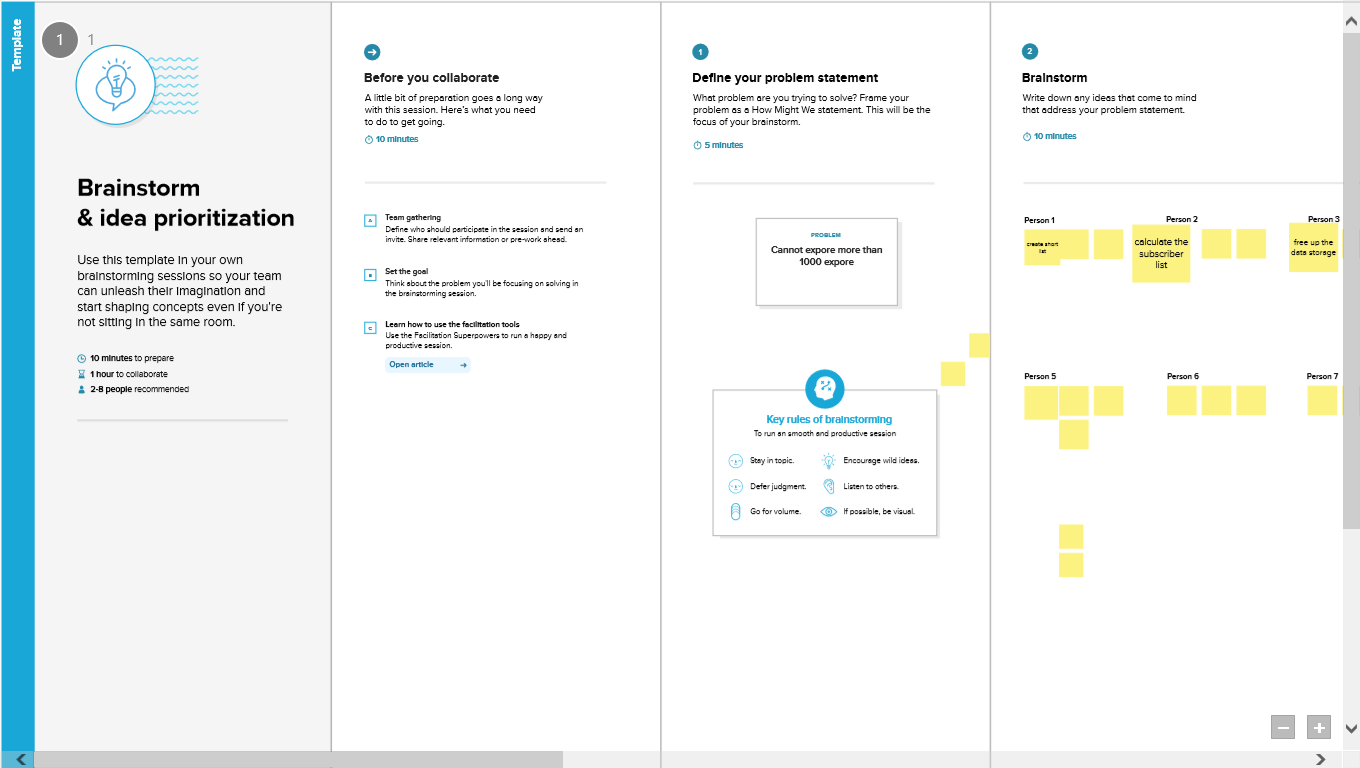 Template
1
1
Brainstorm
& idea prioritization
Use this template in your own
brainstorming sessions so your team
can unleash their imagination and
start shaping concepts even if you're
not sitting in the same room.
10 minutes to prepare
1 hour to collaborate
2-8 people recommended
Before you collaborate
A little bit of preparation goes a long way
with this session. Here's what you need
to do to get going.
10 minutes
A
Team gathering
Define who should participate in the session and send an
invite. Share relevant information or pre-work ahead.
B
Set the goal
Think about the problem you'll be focusing on solving in
the brainstorming session.
C
Learn how to use the facilitation tools
Use the Facilitation Superpowers to run a happy and
productive session.
Open article
1
Define your problem statement
What problem are you trying to solve? Frame your
problem as a How Might We statement. This will be the
focus of your brainstorm.
5 minutes
PROBLEM
Cannot expore more than
1000 expore
Key rules of brainstorming
To run an smooth and productive session
Stay in topic.
Encourage wild ideas.
Defer judgment.
Listen to others.
Go for volume.
If possible, be visual.
2
Brainstorm
Write down any ideas that come to mind
that address your problem statement.
10 minutes
Person 1
Person 2
Person 3
create short
list
calculate the
subscriber
list
free up the
data storage
Person 5
Person 6
Person 7